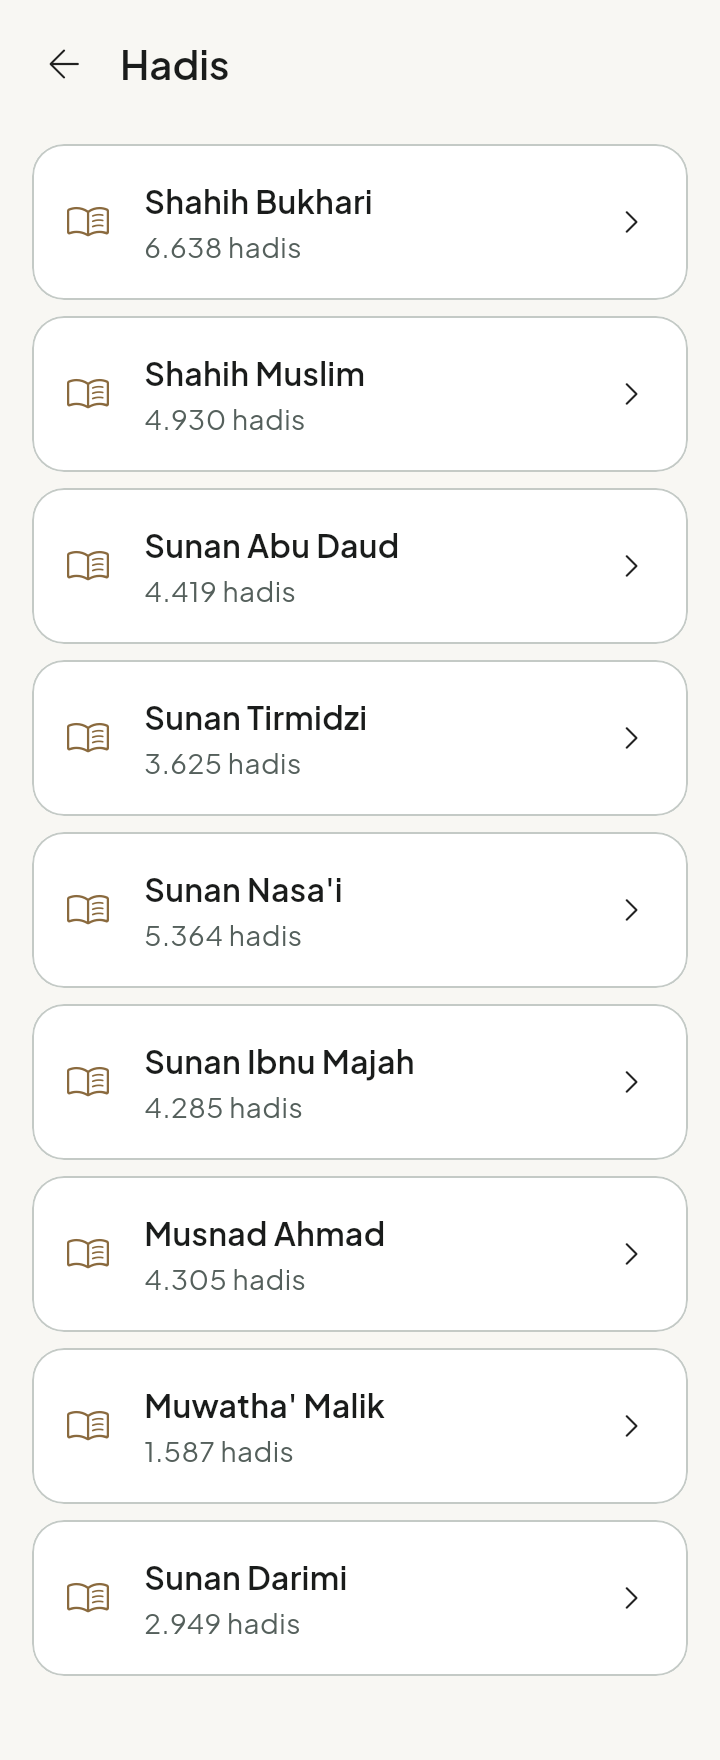 Hadis
Shahih Bukhari
6.638 hadis
Shahih Muslim
4.930 hadis
Sunan Abu Daud
4.419 hadis
Sunan Tirmidzi
3.625 hadis
Sunan Nasa'i
5.364 hadis
Sunan Ibnu Majah
4.285 hadis
Musnad Ahmad
4.305 hadis
Muwatha' Malik
1.587 hadis
Sunan Darimi
2.949 hadis